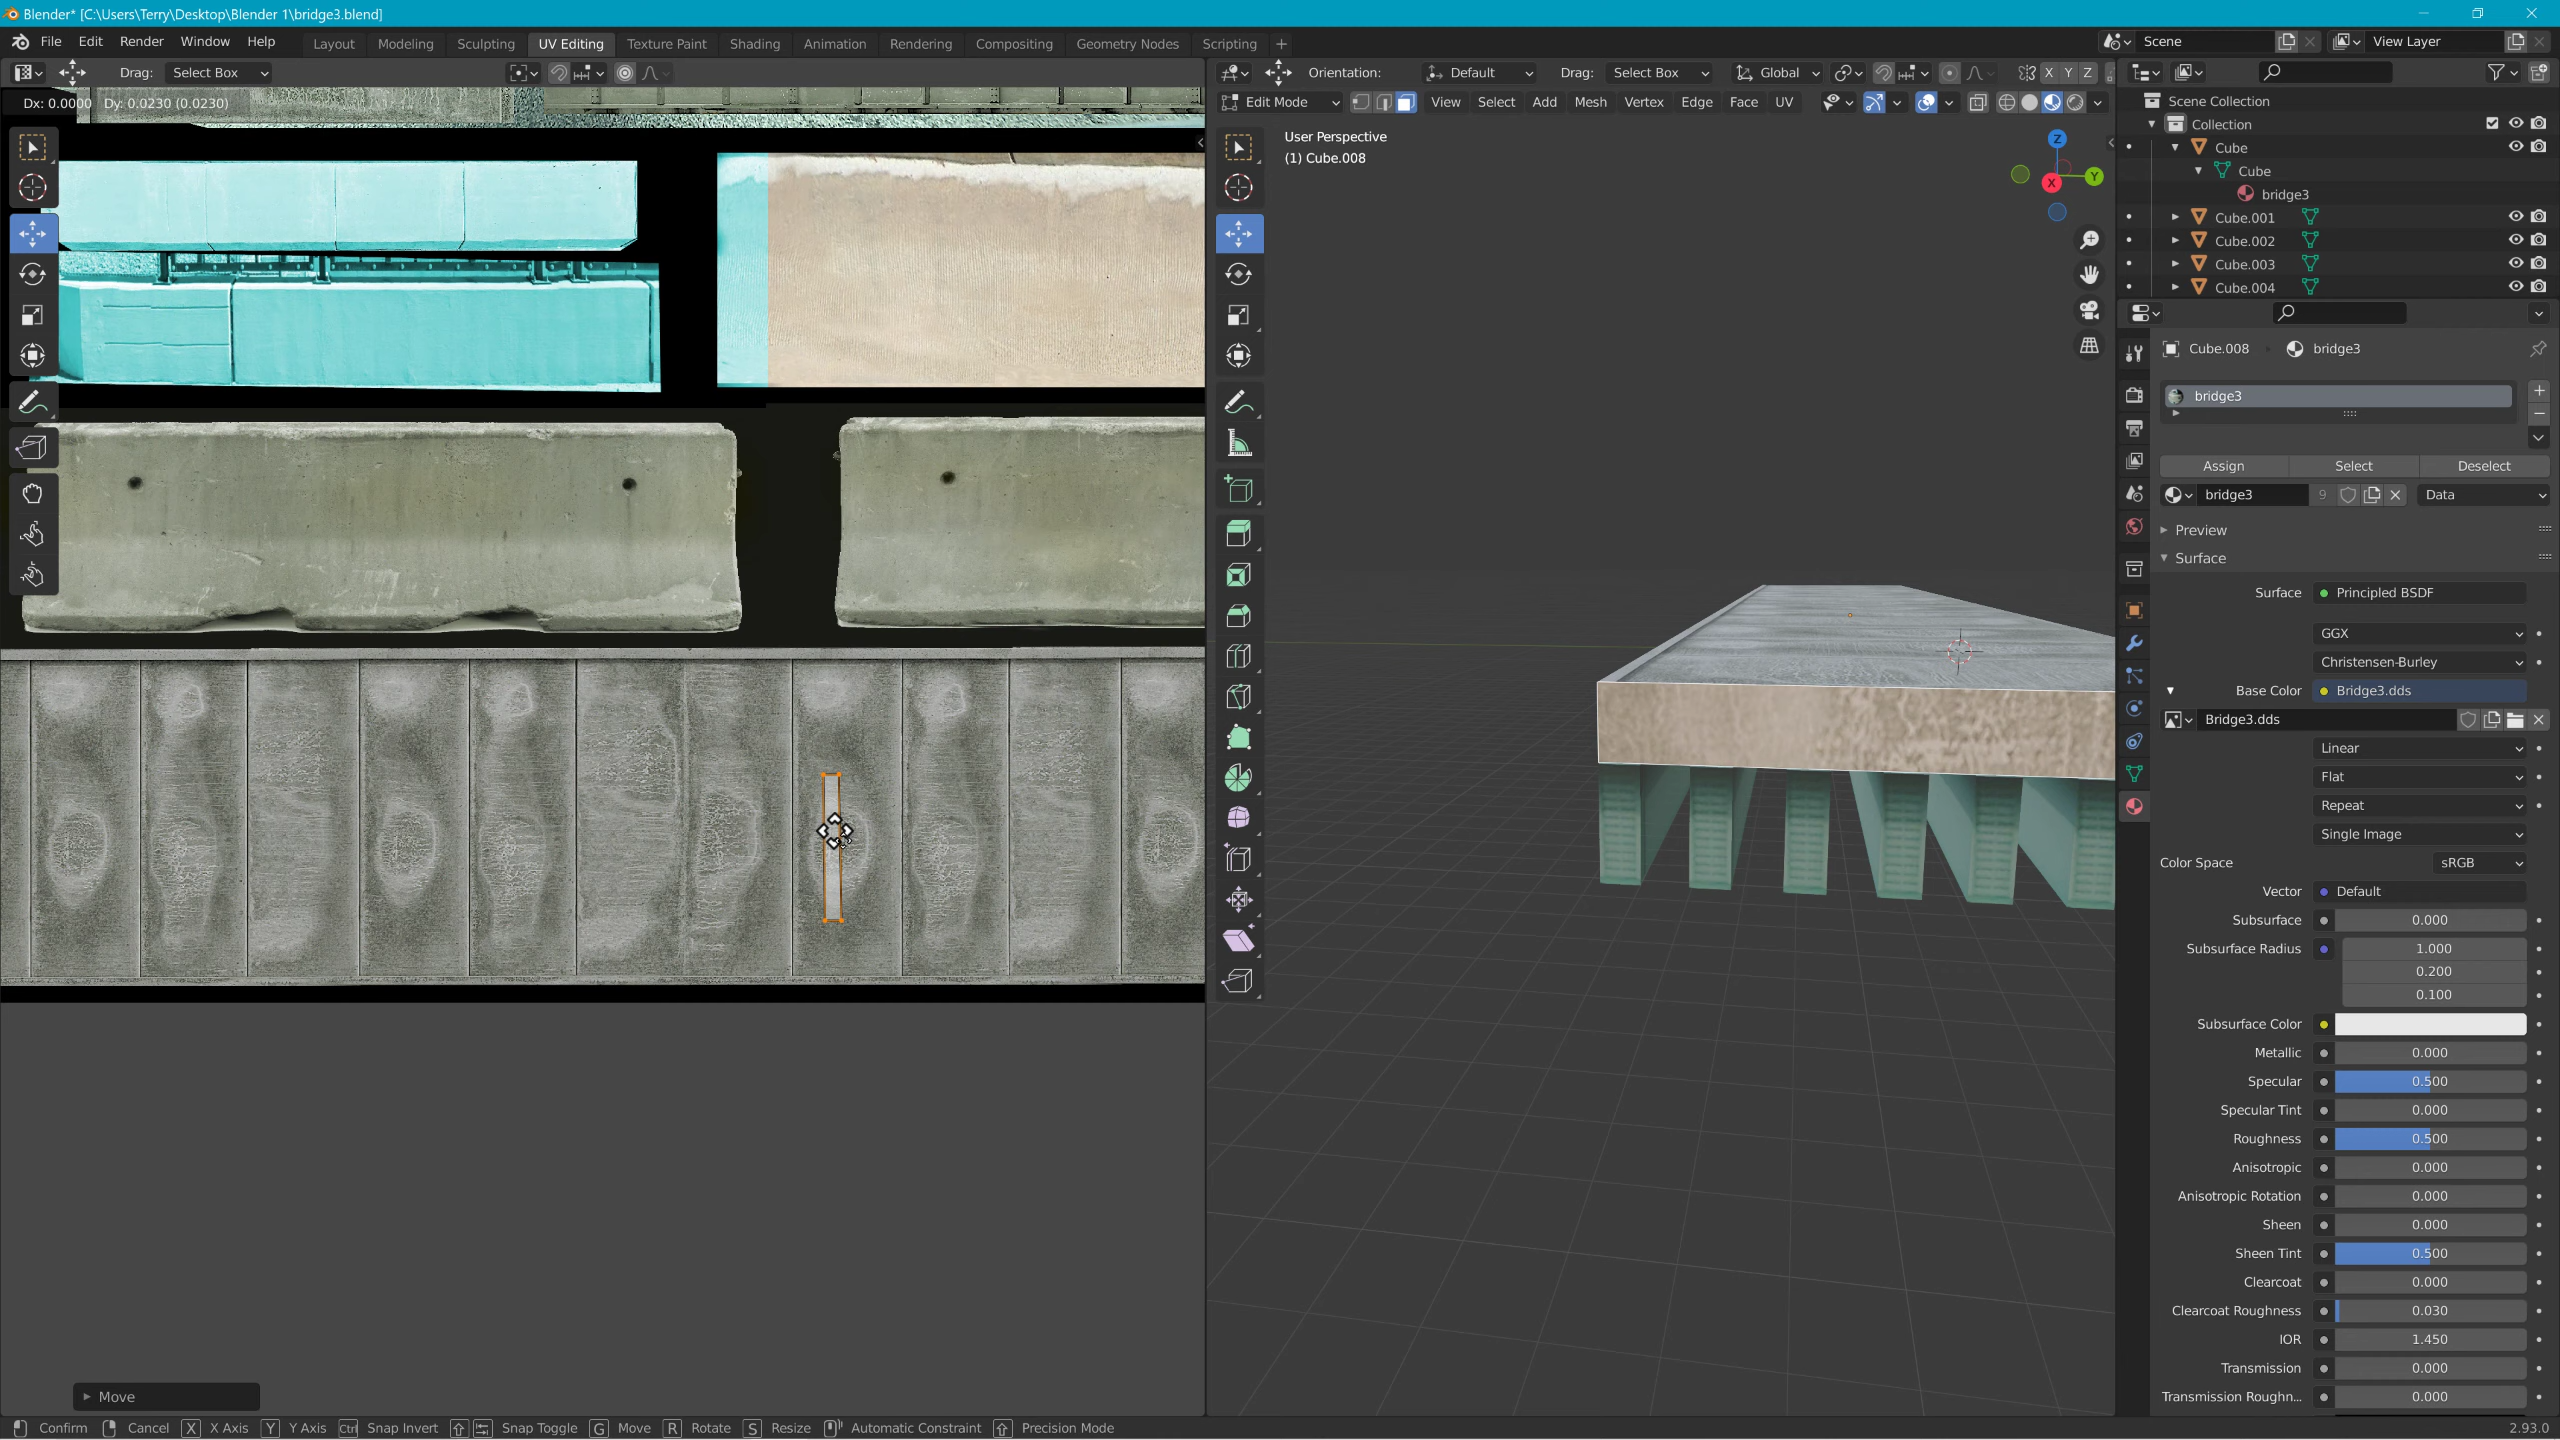 Blender* [C:\Users\Terry\Desktop\Blender 1\bridge3.blend]
File Edit Render Window Help Layout Modeling Sculpting UV Editing Texture Paint Shading Animation Rendering Compositing Geometry Nodes Scripting +
Scene View Layer
Drag: Select Box
Orientation: Default Drag: Select Box Global X Y Z
Dx: 0.0000 Dy: 0.0230 (0.0230)
Edit Mode View Select Add Mesh Vertex Edge Face UV
User Perspective
(1) Cube.008
Z
Y
X
Scene Collection
Collection
Cube
Cube
bridge3
Cube.001
Cube.002
Cube.003
Cube.004
Cube.008 bridge3
bridge3
Assign Select Deselect
bridge3 9 Data
Preview
Surface
Surface Principled BSDF
GGX
Christensen-Burley
Base Color Bridge3.dds
Bridge3.dds
Linear
Flat
Repeat
Single Image
Color Space sRGB
Vector Default
Subsurface 0.000
Subsurface Radius 1.000
0.200
0.100
Subsurface Color
Metallic 0.000
Specular 0.500
Specular Tint 0.000
Roughness 0.500
Anisotropic 0.000
Anisotropic Rotation 0.000
Sheen 0.000
Sheen Tint 0.500
Clearcoat 0.000
Clearcoat Roughness 0.030
IOR 1.450
Transmission 0.000
Transmission Roughn... 0.000
Move
Confirm Cancel X X Axis Y Y Axis Ctrl Snap Invert Snap Toggle G Move R Rotate S Resize Automatic Constraint Precision Mode
2.93.0